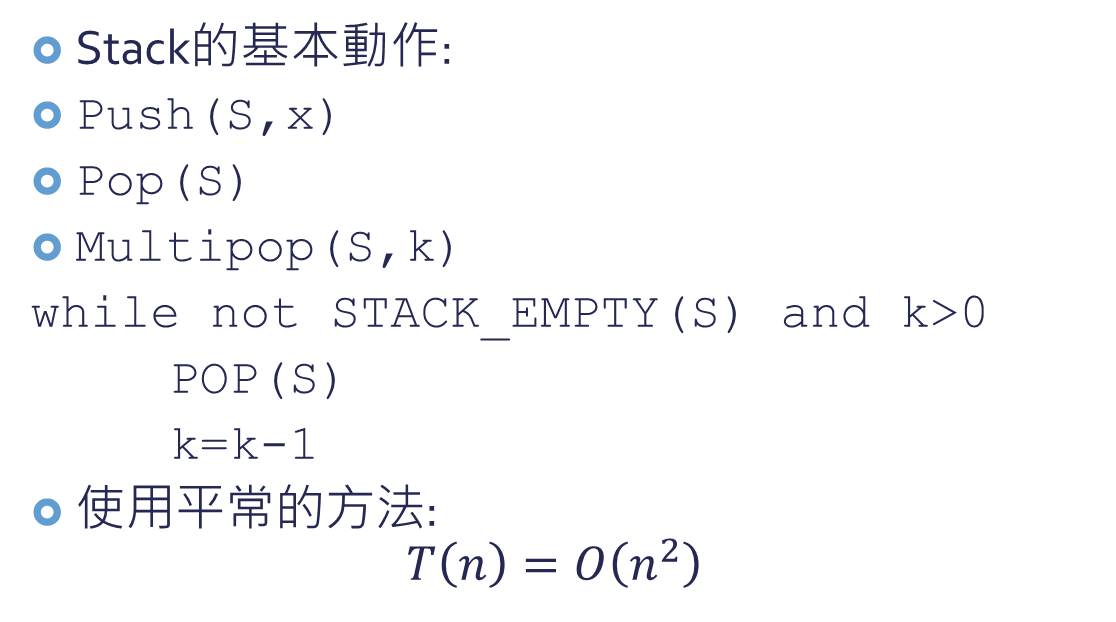 Stack的基本動作:
Push(S,x)
Pop(S)
Multipop(S,k)
while not STACK_EMPTY(S) and k>0
POP(S)
k=k-1
使用平常的方法:
T(n) = O(n²)